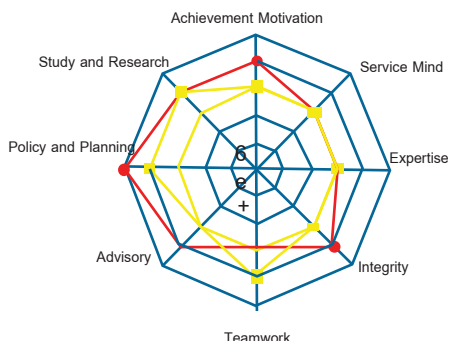 Achievement Motivation
Study and Research
Service Mind
Policy and Planning
Expertise
Advisory
Integrity
Teamwork